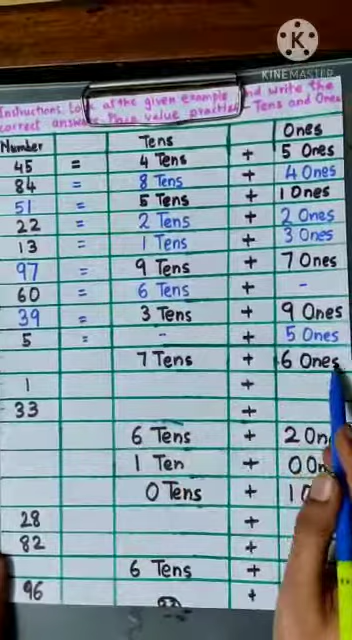 K
KINEMASTER
Instructions: Look at the given example and write the
correct answer. Place value practice - Tens and Ones
Number Tens Ones
45 = 4 Tens + 5 Ones
84 = 8 Tens + 4 Ones
51 = 5 Tens + 1 Ones
22 = 2 Tens + 2 Ones
13 = 1 Tens + 3 Ones
97 = 9 Tens + 7 Ones
60 = 6 Tens + -
39 = 3 Tens + 9 Ones
5 = - + 5 Ones
7 Tens + 6 Ones
1 +
33 +
6 Tens + 2 On
1 Ten + 0 On
0 Tens + 1 O
28 +
82 +
6 Tens +
96 +